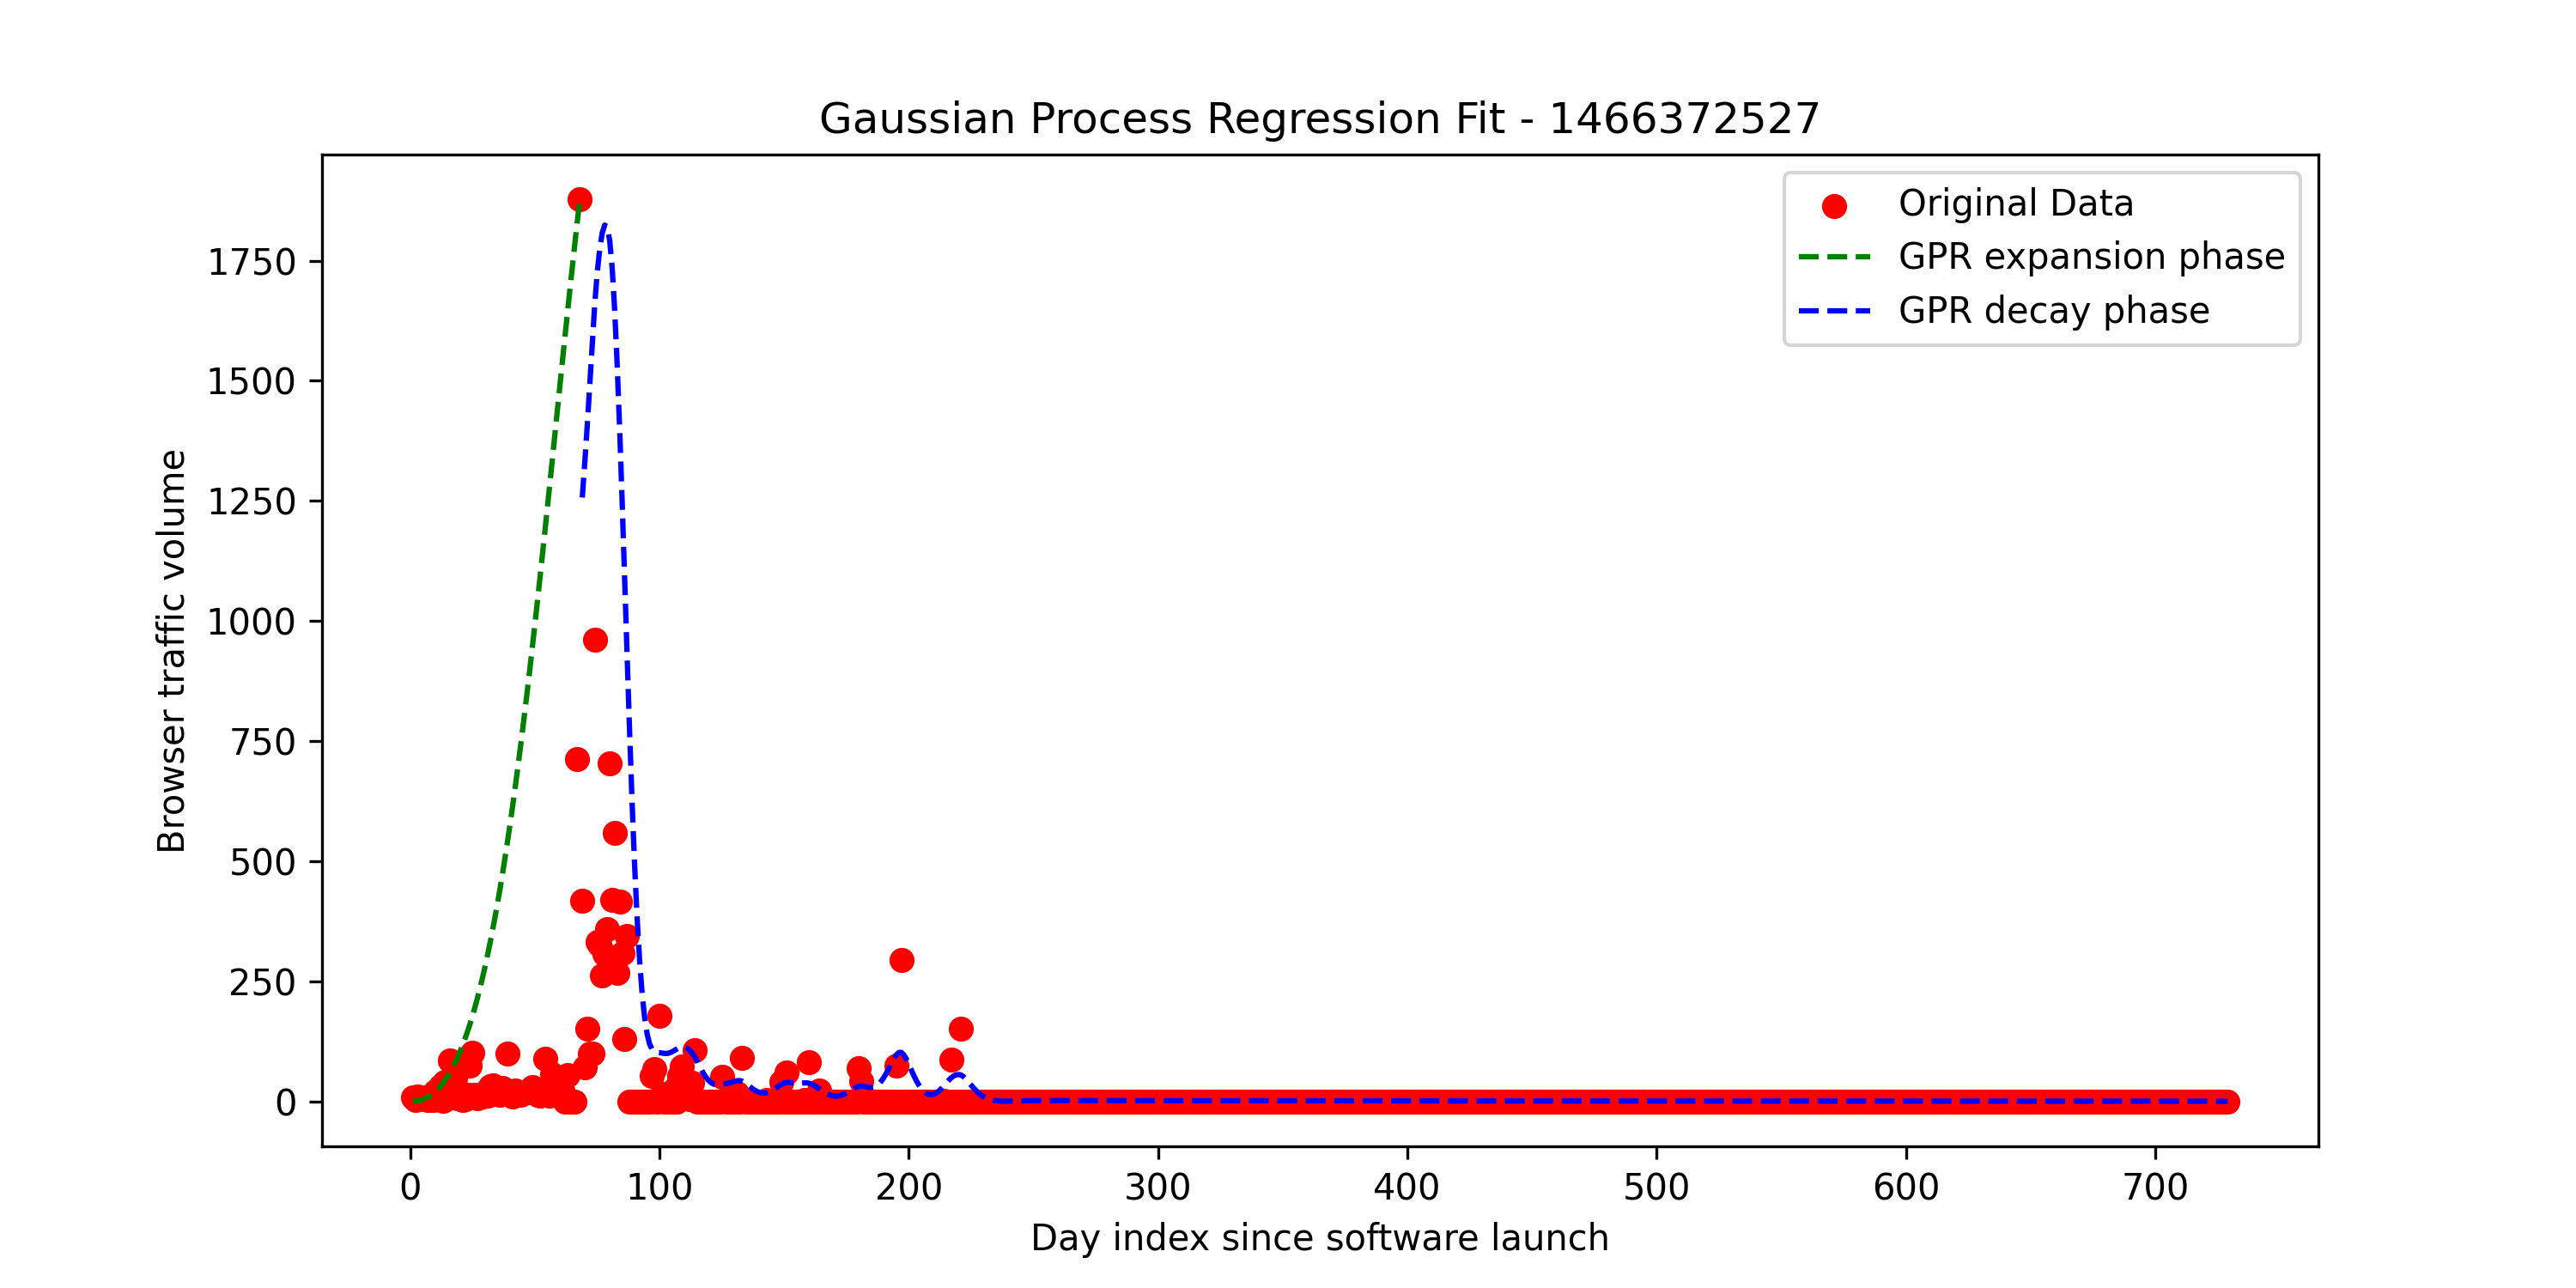 Gaussian Process Regression Fit - 1466372527
Original Data
GPR expansion phase
GPR decay phase
Browser traffic volume
1750
1500
1250
1000
750
500
250
0
0 100 200 300 400 500 600 700
Day index since software launch